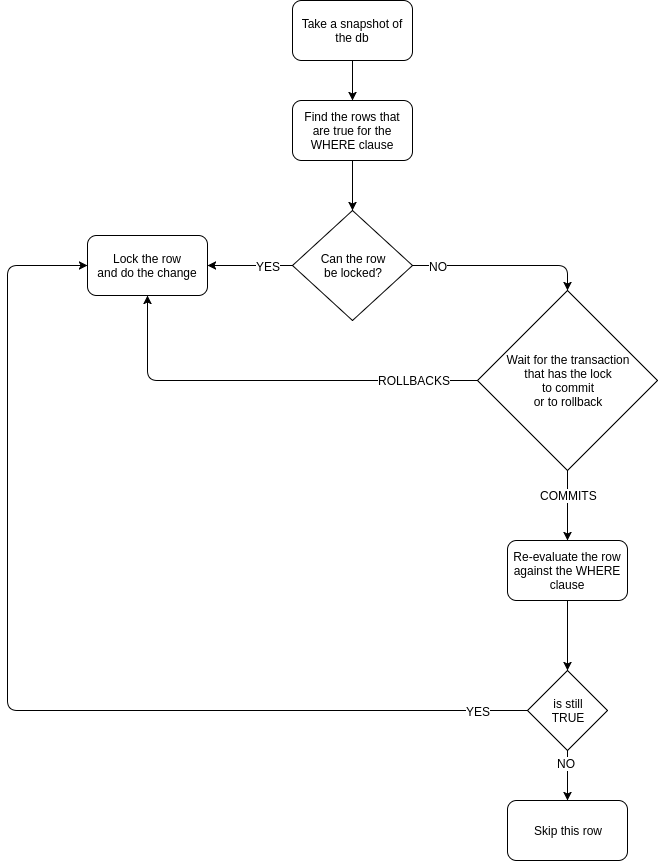 Take a snapshot of
the db
Find the rows that
are true for the
WHERE clause
Can the row
be locked?
YES
NO
Lock the row
and do the change
Wait for the transaction
that has the lock
to commit
or to rollback
ROLLBACKS
COMMITS
Re-evaluate the row
against the WHERE
clause
is still
TRUE
YES
NO
Skip this row